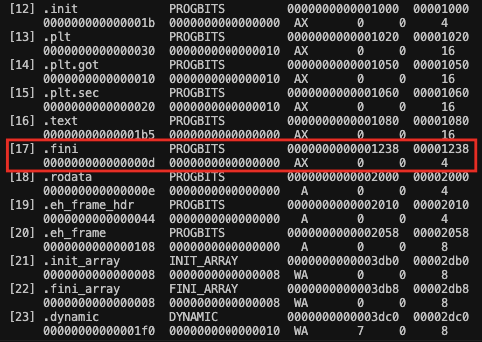 [12] .init PROGBITS 0000000000001000 00001000
000000000000001b 0000000000000000 AX 0 0 4
[13] .plt PROGBITS 0000000000001020 00001020
0000000000000030 0000000000000010 AX 0 0 16
[14] .plt.got PROGBITS 0000000000001050 00001050
0000000000000010 0000000000000010 AX 0 0 16
[15] .plt.sec PROGBITS 0000000000001060 00001060
0000000000000020 0000000000000010 AX 0 0 16
[16] .text PROGBITS 0000000000001080 00001080
00000000000001b5 0000000000000000 AX 0 0 16
[17] .fini PROGBITS 0000000000001238 00001238
000000000000000d 0000000000000000 AX 0 0 4
[18] .rodata PROGBITS 0000000000002000 00002000
000000000000000e 0000000000000000 A 0 0 4
[19] .eh_frame_hdr PROGBITS 0000000000002010 00002010
0000000000000044 0000000000000000 A 0 0 4
[20] .eh_frame PROGBITS 0000000000002058 00002058
0000000000000108 0000000000000000 A 0 0 8
[21] .init_array INIT_ARRAY 0000000000003db0 00002db0
0000000000000008 0000000000000008 WA 0 0 8
[22] .fini_array FINI_ARRAY 0000000000003db8 00002db8
0000000000000008 0000000000000008 WA 0 0 8
[23] .dynamic DYNAMIC 0000000000003dc0 00002dc0
00000000000001f0 0000000000000010 WA 7 0 8